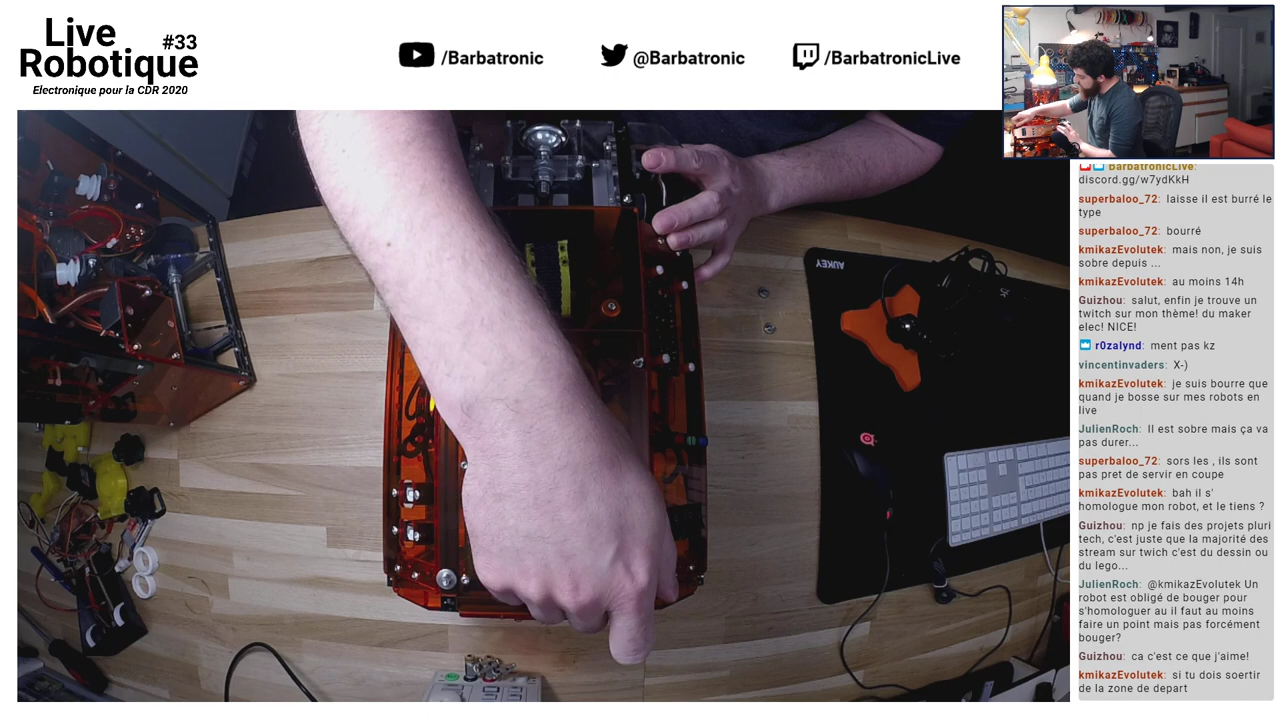 Live
Robotique #33
Electronique pour la CDR 2020
/Barbatronic
@Barbatronic
/BarbatronicLive
AUKEY
BarbatronicLive:
discord.gg/w7ydKkH
superbaloo_72: laisse il est burré le
type
superbaloo_72: bourré
kmikazEvolutek: mais non, je suis
sobre depuis ...
kmikazEvolutek: au moins 14h
Guizhou: salut, enfin je trouve un
twitch sur mon thème! du maker
elec! NICE!
r0zalynd: ment pas kz
vincentinvaders: X-)
kmikazEvolutek: je suis bourre que
quand je bosse sur mes robots en
live
JulienRoch: Il est sobre mais ça va
pas durer...
superbaloo_72: sors les , ils sont
pas pret de servir en coupe
kmikazEvolutek: bah il s'
homologue mon robot, et le tiens ?
Guizhou: np je fais des projets pluri
tech, c'est juste que la majorité des
stream sur twich c'est du dessin ou
du lego...
JulienRoch: @kmikazEvolutek Un
robot est obligé de bouger pour
s'homologuer au il faut au moins
faire un point mais pas forcément
bouger?
Guizhou: ca c'est ce que j'aime!
kmikazEvolutek: si tu dois soertir
de la zone de depart